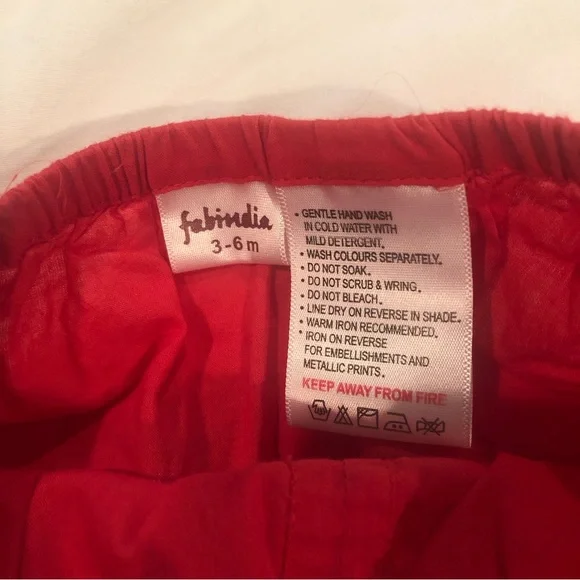 fabindia
3-6 m
• GENTLE HAND WASH
IN COLD WATER WITH
MILD DETERGENT.
• WASH COLOURS SEPARATELY.
• DO NOT SOAK.
• DO NOT SCRUB & WRING.
• DO NOT BLEACH.
• LINE DRY ON REVERSE IN SHADE.
• WARM IRON RECOMMENDED.
• IRON ON REVERSE
FOR EMBELLISHMENTS AND
METALLIC PRINTS.
KEEP AWAY FROM FIRE